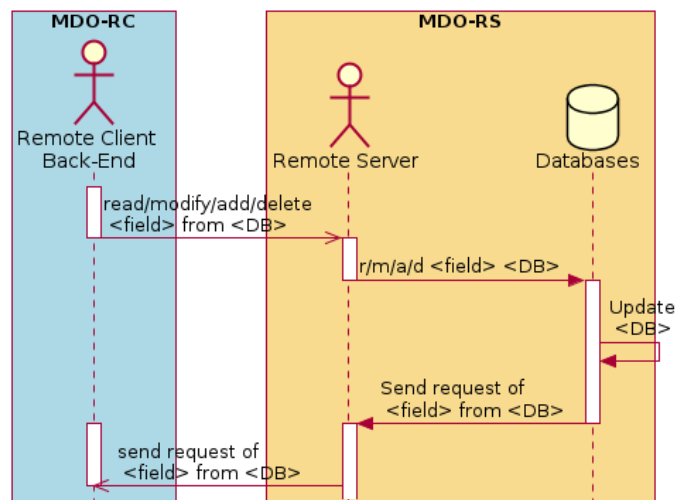 MDO-RC
MDO-RS
Remote Client
Back-End
Remote Server
Databases
read/modify/add/delete
<field> from <DB>
r/m/a/d <field> <DB>
Update
<DB>
Send request of
<field> from <DB>
send request of
<field> from <DB>